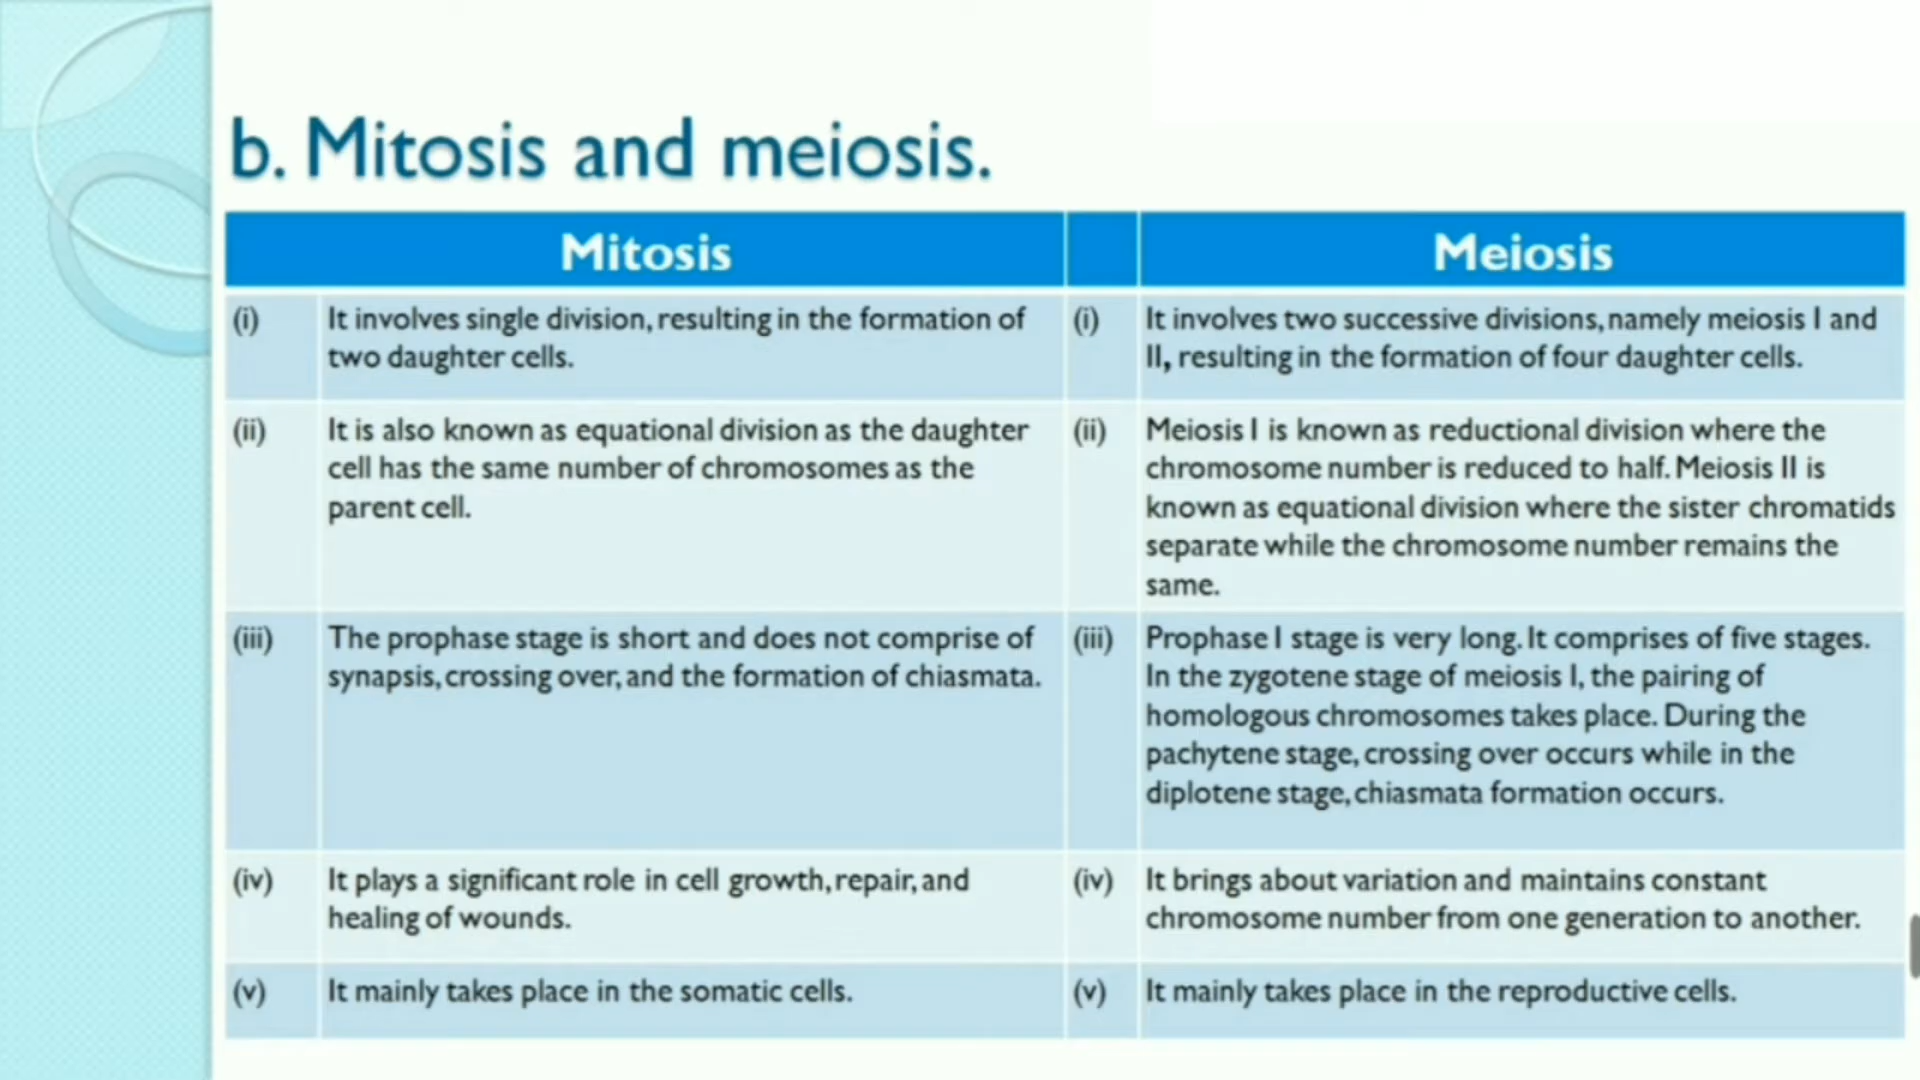 b. Mitosis and meiosis.
Mitosis
Meiosis
(i)
It involves single division, resulting in the formation of
two daughter cells.
(i)
It involves two successive divisions, namely meiosis I and
II, resulting in the formation of four daughter cells.
(ii)
It is also known as equational division as the daughter
cell has the same number of chromosomes as the
parent cell.
(ii)
Meiosis I is known as reductional division where the
chromosome number is reduced to half. Meiosis II is
known as equational division where the sister chromatids
separate while the chromosome number remains the
same.
(iii)
The prophase stage is short and does not comprise of
synapsis, crossing over, and the formation of chiasmata.
(iii)
Prophase I stage is very long. It comprises of five stages.
In the zygotene stage of meiosis I, the pairing of
homologous chromosomes takes place. During the
pachytene stage, crossing over occurs while in the
diplotene stage, chiasmata formation occurs.
(iv)
It plays a significant role in cell growth, repair, and
healing of wounds.
(iv)
It brings about variation and maintains constant
chromosome number from one generation to another.
(v)
It mainly takes place in the somatic cells.
(v)
It mainly takes place in the reproductive cells.